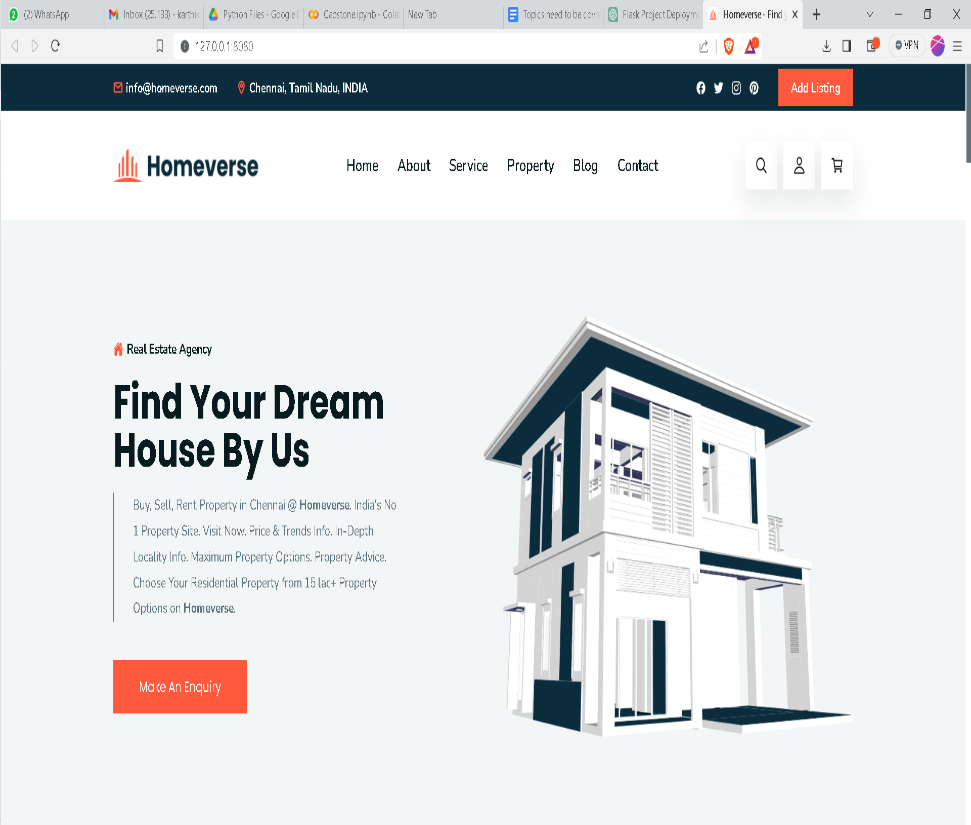 (2) WhatsApp
Inbox (25,133) - karthik
Python Files - Google D
Capstone.ipynb - Cola
New Tab
Topics need to be cov
Flask Project Deploym
Homeverse - Find y
127.0.0.1:8080
VPN
info@homeverse.com
Chennai, Tamil Nadu, INDIA
Add Listing
Homeverse
Home About Service Property Blog Contact
Real Estate Agency
Find Your Dream
House By Us
Buy, Sell, Rent Property in Chennai @ Homeverse. India's No
1 Property Site. Visit Now. Price & Trends Info. In-Depth
Locality Info. Maximum Property Options. Property Advice.
Choose Your Residential Property from 15 lac+ Property
Options on Homeverse.
Make An Enquiry